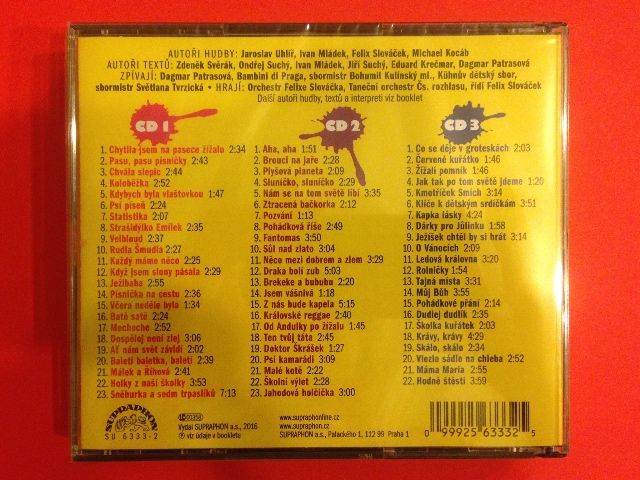 AUTOŘI HUDBY: Jaroslav Uhlíř, Ivan Mládek, Felix Slováček, Michael Kocáb
AUTOŘI TEXTŮ: Zdeněk Svěrák, Ondřej Suchý, Ivan Mládek, Jiří Suchý, Eduard Krečmar, Dagmar Patrasová
ZPÍVAJÍ: Dagmar Patrasová, Bambini di Praga, sbormistr Bohumil Kulínský ml., Kühnův dětský sbor,
sbormistr Světlana Tvrzická • HRAJÍ: Orchestr Felixe Slováčka, Taneční orchestr Čs. rozhlasu, řídí Felix Slováček
Další autoři hudby, textů a interpreti viz booklet
CD 1
1. Chytila jsem na pasece žížalu 2:34
2. Pasu, pasu písničky 2:43
3. Chvála slepic 2:44
4. Koloběžka 2:52
5. Kdybych byla vlaštovkou 1:47
6. Psí píseň 2:24
7. Statistika 2:07
8. Strašidýlko Emílek 2:35
9. Velbloud 2:37
10. Rodla Šmudla 2:27
11. Každý máme něco 2:25
12. Když jsem sluny pásala 2:29
13. Ježibaba 2:55
14. Písnička na cestu 2:36
15. Včera neděle byla 1:34
16. Batě satě 2:24
17. Mochoche 2:52
18. Dospěloj není zlej 3:06
19. Ať nám svět závidí 2:02
20. Baletí baletka, baletí 2:39
21. Málek a Říhová 2:41
22. Holky z naší školky 3:52
23. Sněhurka a sedm trpaslíků 7:13
CD 2
1. Aha, aha 1:51
2. Brouci na jaře 2:28
3. Plyšová planeta 2:09
4. Sluníčko, sluníčko 2:29
5. Nám se na tom světě líbí 3:35
6. Ztracená bačkorka 2:12
7. Pozvání 1:13
8. Pohádková říše 2:49
9. Fantomas 3:50
10. Sůl nad zlato 3:04
11. Něco mezi dobrem a zlem 3:29
12. Draka bolí zub 5:03
13. Brekeke a bububu 2:20
14. Jsem vášnivá 1:18
15. Z nás bude kapela 5:15
16. Královské reggae 2:40
17. Od Andulky po žížalu 1:45
18. Ten tvůj táta 2:45
19. Doktor Škrášek 1:27
20. Psí kamarádi 3:09
21. Malé kotě 2:22
22. Školní výlet 2:28
23. Jahodová holčička 3:00
CD 3
1. Co se děje v groteskách 2:03
2. Červené kuřátko 1:46
3. Žížalí pomník 1:46
4. Jak tak po tom světě jdeme 1:20
5. Kmotříček Smích 3:14
6. Klíče k dětským srdíčkám 3:51
7. Kapka lásky 4:24
8. Dárky pro Julinku 5:58
9. Ježíšek chtěl by si hrát 3:14
10. O Vánocích 2:09
11. Ledová královna 3:20
12. Rolničky 1:54
13. Tajná místa 3:31
14. Můj Bůh 3:55
15. Pohádkové přání 2:14
16. Dudlej dudlík 2:35
17. Školka kuřátek 2:03
18. Krávy, krávy 4:29
19. Skálo, skálo 2:34
20. Vlezlo sádlo na chleba 2:52
21. Máma Maria 2:55
22. Hodně štěstí 3:59
SUPRAPHON
SU 6333-2
LC 00358
Vydal SUPRAPHON a.s., 2016
Ⓟ viz údaje v bookletu
www.supraphonline.cz
www.supraphon.cz
SUPRAPHON a.s., Palackého 1, 112 99 Praha 1
0 99925 63332 5